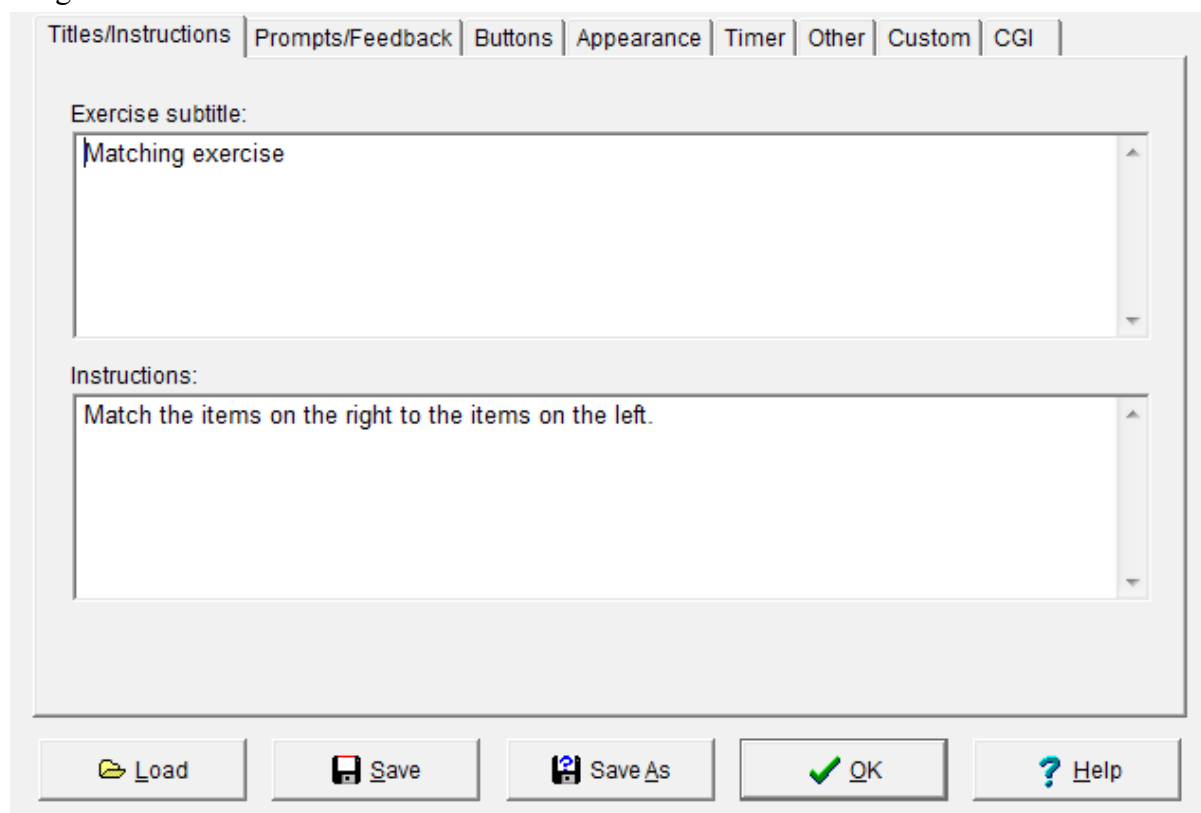 Titles/Instructions Prompts/Feedback Buttons Appearance Timer Other Custom CGI
Exercise subtitle:
Matching exercise
Instructions:
Match the items on the right to the items on the left.
Load Save Save As OK Help